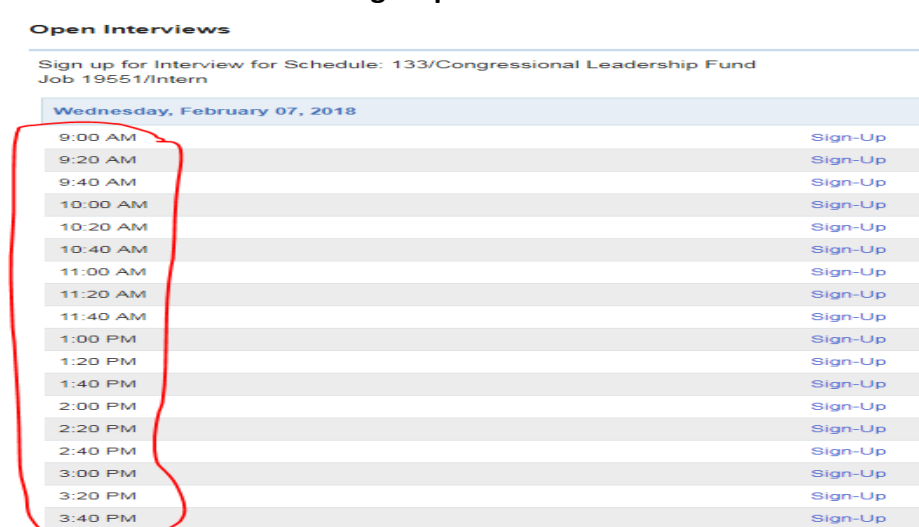 Open Interviews
Sign up for Interview for Schedule: 133/Congressional Leadership Fund
Job 19551/Intern
Wednesday, February 07, 2018
9:00 AM Sign-Up
9:20 AM Sign-Up
9:40 AM Sign-Up
10:00 AM Sign-Up
10:20 AM Sign-Up
10:40 AM Sign-Up
11:00 AM Sign-Up
11:20 AM Sign-Up
11:40 AM Sign-Up
1:00 PM Sign-Up
1:20 PM Sign-Up
1:40 PM Sign-Up
2:00 PM Sign-Up
2:20 PM Sign-Up
2:40 PM Sign-Up
3:00 PM Sign-Up
3:20 PM Sign-Up
3:40 PM Sign-Up